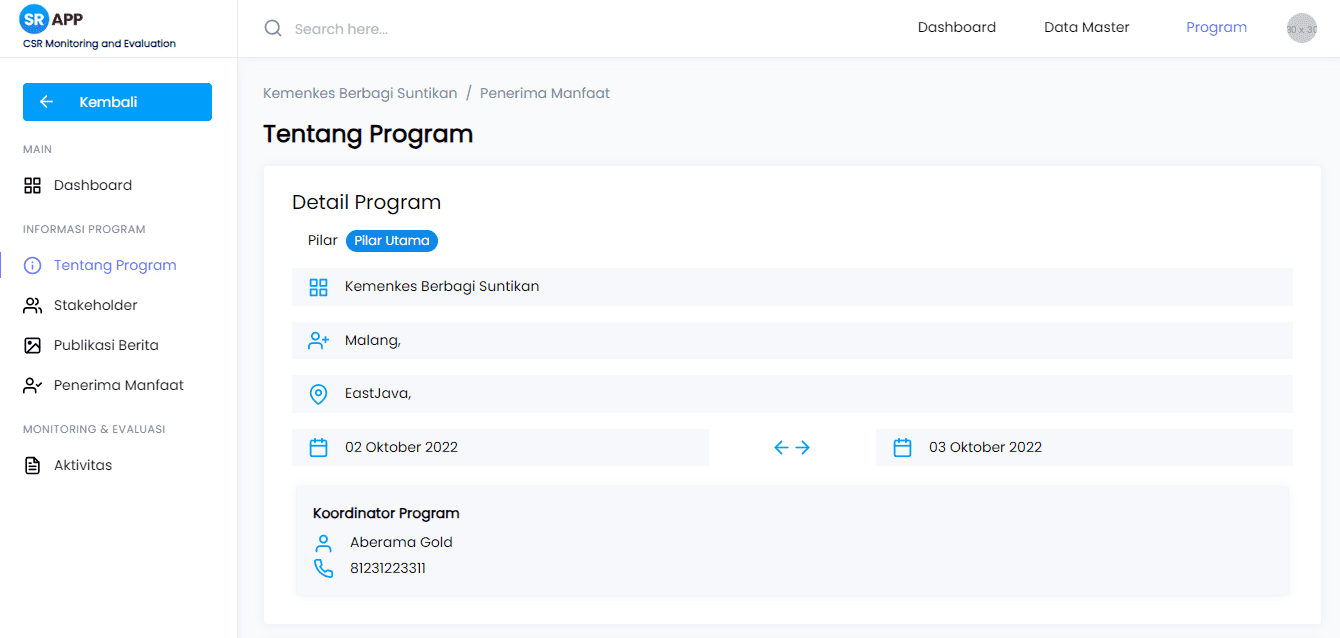 SR APP
CSR Monitoring and Evaluation
Search here...
Dashboard
Data Master
Program
30 x 30
Kembali
MAIN
Dashboard
INFORMASI PROGRAM
Tentang Program
Stakeholder
Publikasi Berita
Penerima Manfaat
MONITORING & EVALUASI
Aktivitas
Kemenkes Berbagi Suntikan / Penerima Manfaat
Tentang Program
Detail Program
Pilar Pilar Utama
Kemenkes Berbagi Suntikan
Malang,
EastJava,
02 Oktober 2022
03 Oktober 2022
Koordinator Program
Aberama Gold
81231223311